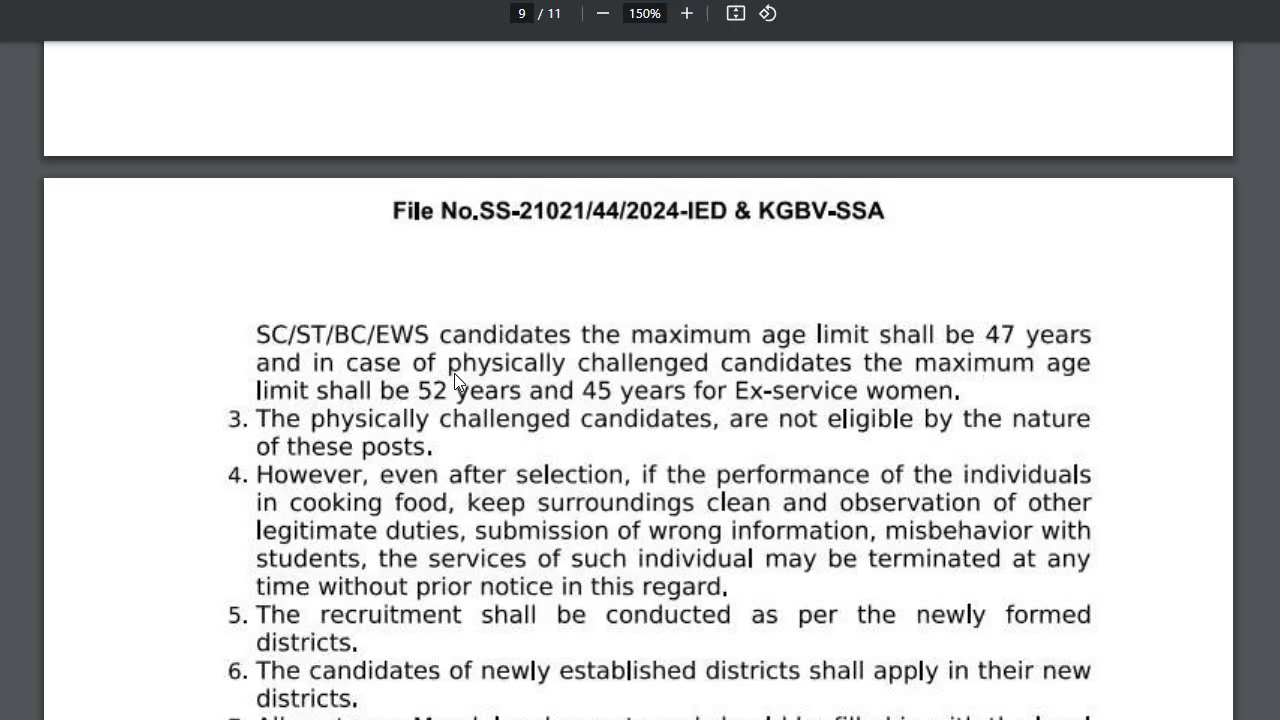 9 / 11 − 150% +
File No.SS-21021/44/2024-IED & KGBV-SSA
SC/ST/BC/EWS candidates the maximum age limit shall be 47 years
and in case of physically challenged candidates the maximum age
limit shall be 52 years and 45 years for Ex-service women.
3. The physically challenged candidates, are not eligible by the nature
of these posts.
4. However, even after selection, if the performance of the individuals
in cooking food, keep surroundings clean and observation of other
legitimate duties, submission of wrong information, misbehavior with
students, the services of such individual may be terminated at any
time without prior notice in this regard.
5. The recruitment shall be conducted as per the newly formed
districts.
6. The candidates of newly established districts shall apply in their new
districts.